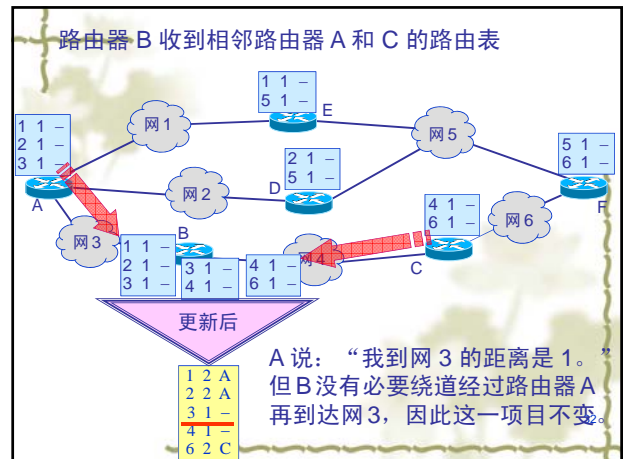 路由器 B 收到相邻路由器 A 和 C 的路由表
1 1 –
5 1 –
E
网1
网5
1 1 –
2 1 –
3 1 –
A
2 1 –
5 1 –
D
网2
5 1 –
6 1 –
F
4 1 –
6 1 –
C
网6
网3
B
网4
1 1 –
2 1 –
3 1 –
3 1 –
4 1 –
4 1 –
6 1 –
更新后
1 2 A
2 2 A
3 1 –
4 1 –
6 2 C
A 说：“我到网 3 的距离是 1。”
但 B 没有必要绕道经过路由器 A
再到达网 3，因此这一项目不变。